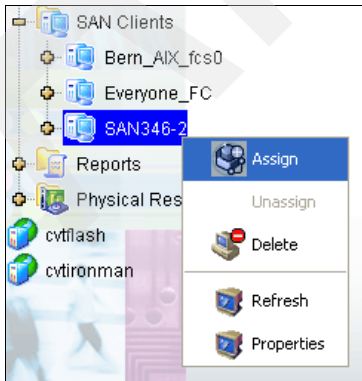 SAN Clients
Bern_AIX_fcs0
Everyone_FC
SAN346-2
Assign
Reports
Physical Res
Unassign
cvtflash
Delete
cvtironman
Refresh
Properties